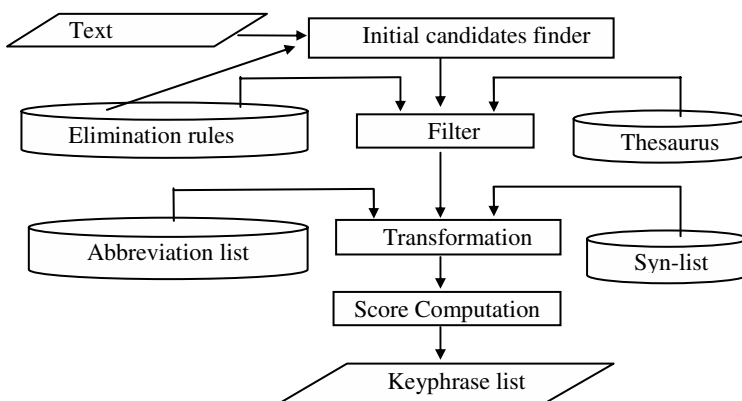 Text
Initial candidates finder
Elimination rules
Filter
Thesaurus
Abbreviation list
Transformation
Syn-list
Score Computation
Keyphrase list